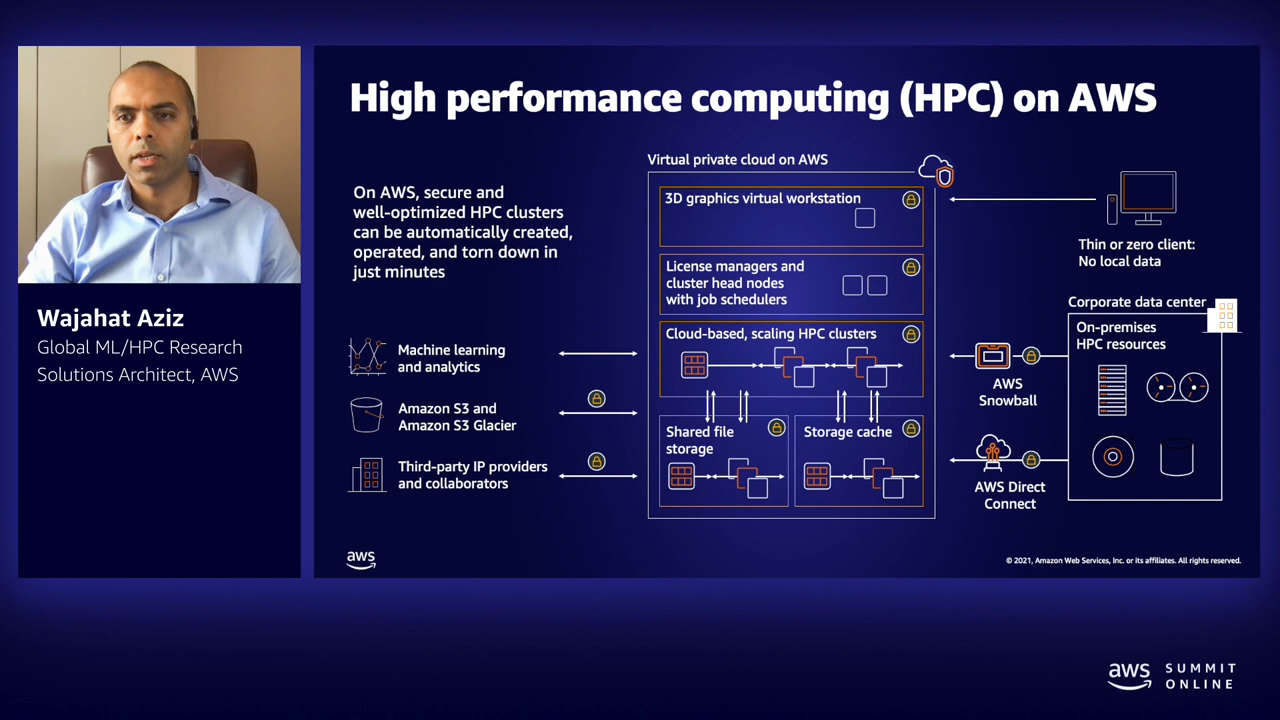 High performance computing (HPC) on AWS
On AWS, secure and
well-optimized HPC clusters
can be automatically created,
operated, and torn down in
just minutes
Machine learning
and analytics
Amazon S3 and
Amazon S3 Glacier
Third-party IP providers
and collaborators
Virtual private cloud on AWS
3D graphics virtual workstation
License managers and
cluster head nodes
with job schedulers
Cloud-based, scaling HPC clusters
Shared file
storage
Storage cache
Thin or zero client:
No local data
Corporate data center
On-premises
HPC resources
AWS
Snowball
AWS Direct
Connect
aws
© 2021, Amazon Web Services, Inc. or its affiliates. All rights reserved.
Wajahat Aziz
Global ML/HPC Research
Solutions Architect, AWS
aws
SUMMIT
ONLINE